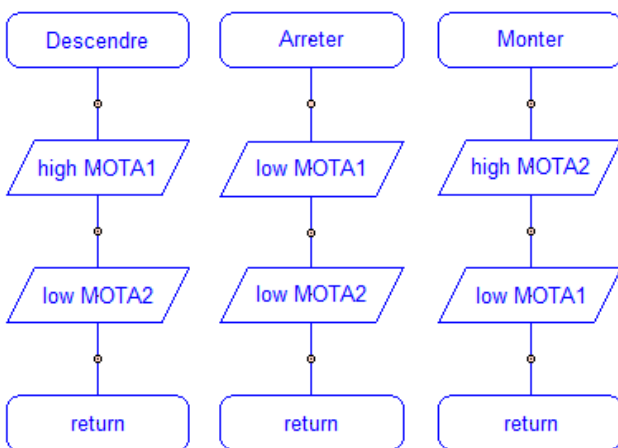 Descendre
high MOTA1
low MOTA2
return
Arreter
low MOTA1
low MOTA2
return
Monter
high MOTA2
low MOTA1
return